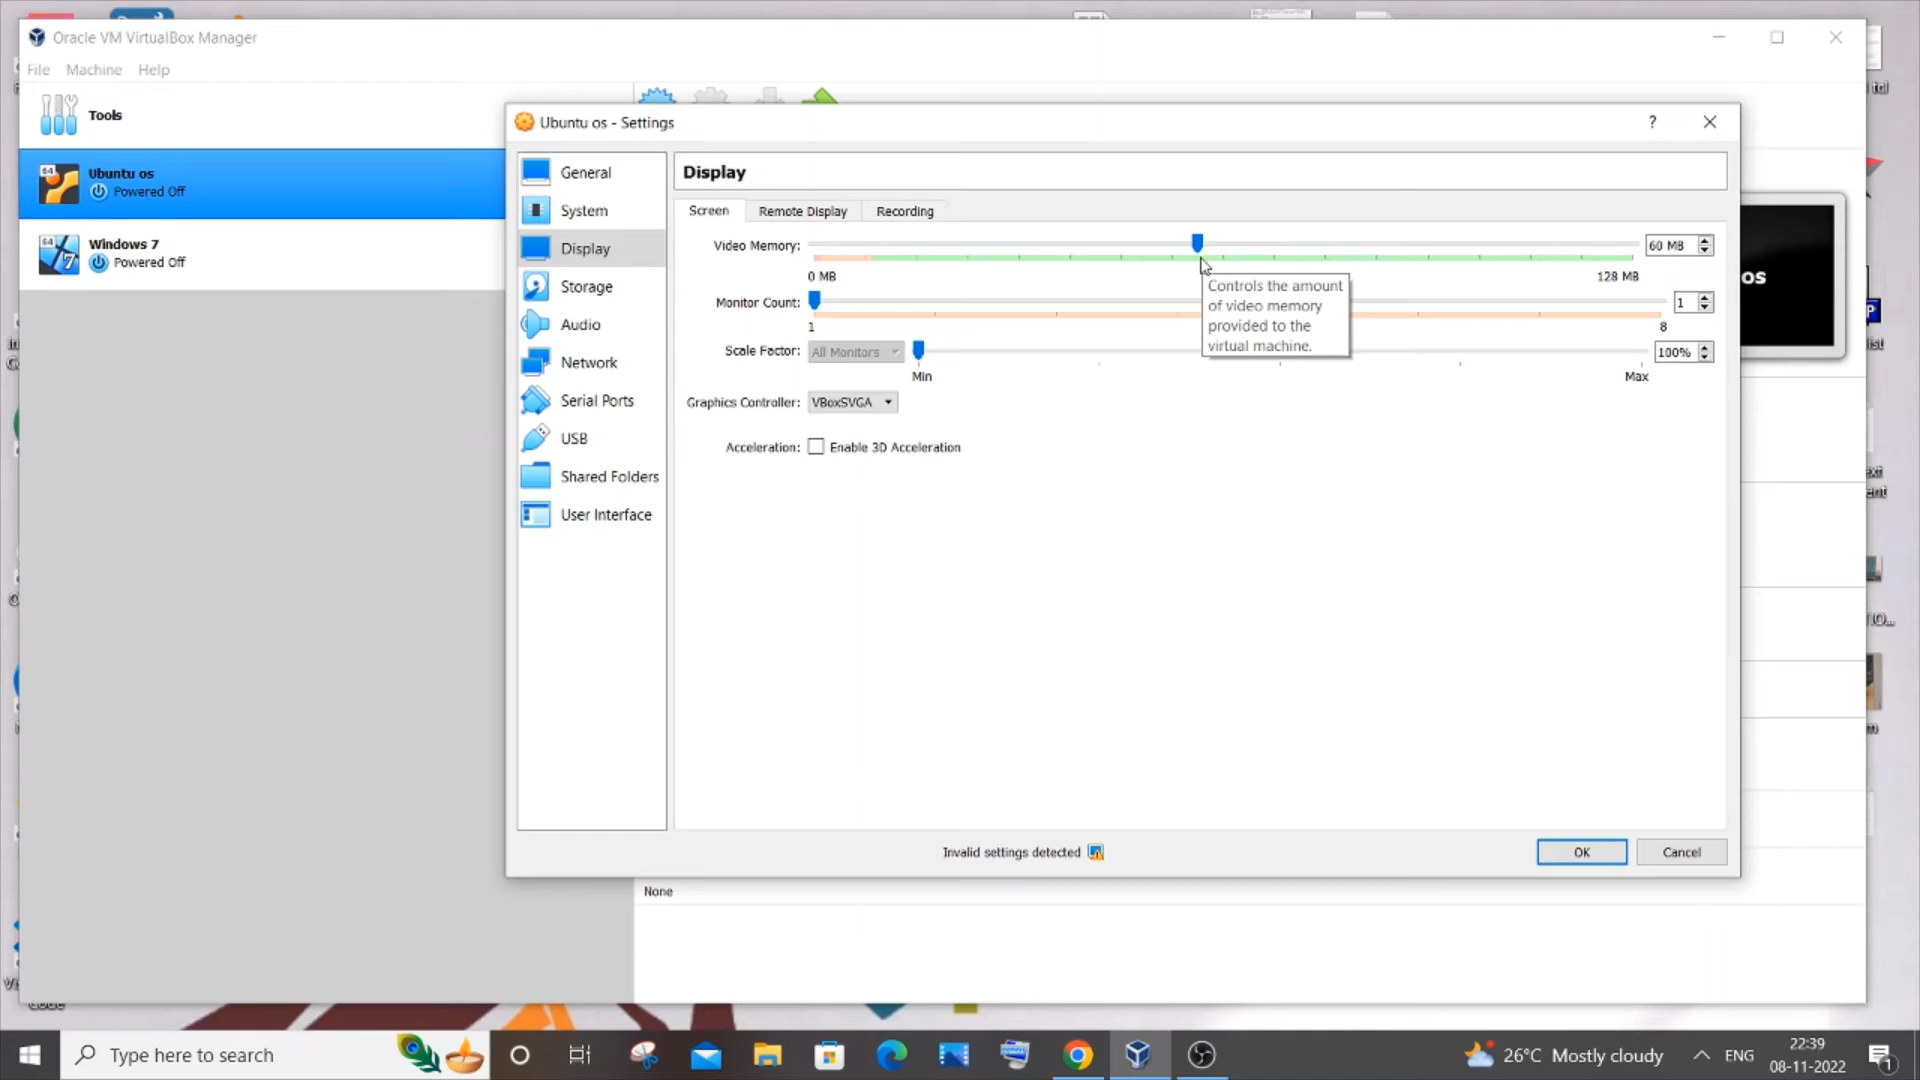 Oracle VM VirtualBox Manager
File Machine Help
Tools
64
Ubuntu os
Powered Off
64
Windows 7
Powered Off
Ubuntu os - Settings
?
General
System
Display
Storage
Audio
Network
Serial Ports
USB
Shared Folders
User Interface
Display
Screen Remote Display Recording
Video Memory: 60 MB
0 MB 128 MB
Controls the amount
of video memory
provided to the
virtual machine.
Monitor Count: 1
1 8
Scale Factor: All Monitors 100%
Min Max
Graphics Controller: VBoxSVGA
Acceleration: Enable 3D Acceleration
Invalid settings detected
OK Cancel
None
os
Type here to search
26°C Mostly cloudy
ENG
22:39
08-11-2022
1